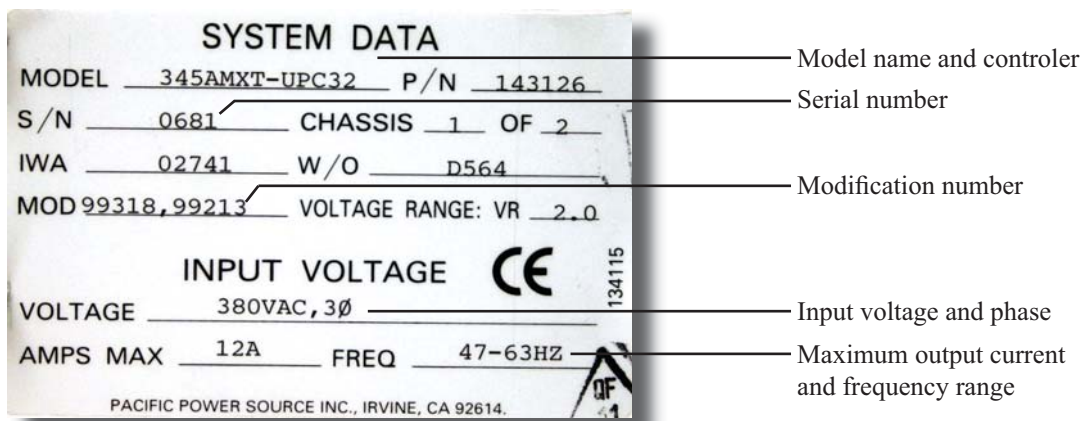 SYSTEM DATA
MODEL 345AMXT-UPC32 P/N 143126
S/N 0681 CHASSIS 1 OF 2
IWA 02741 W/O D564
MOD 99318,99213 VOLTAGE RANGE: VR 2.0
INPUT VOLTAGE CE
134115
VOLTAGE 380VAC,3Ø
AMPS MAX 12A FREQ 47-63HZ
QF
PACIFIC POWER SOURCE INC., IRVINE, CA 92614.
Model name and controler
Serial number
Modification number
Input voltage and phase
Maximum output current
and frequency range